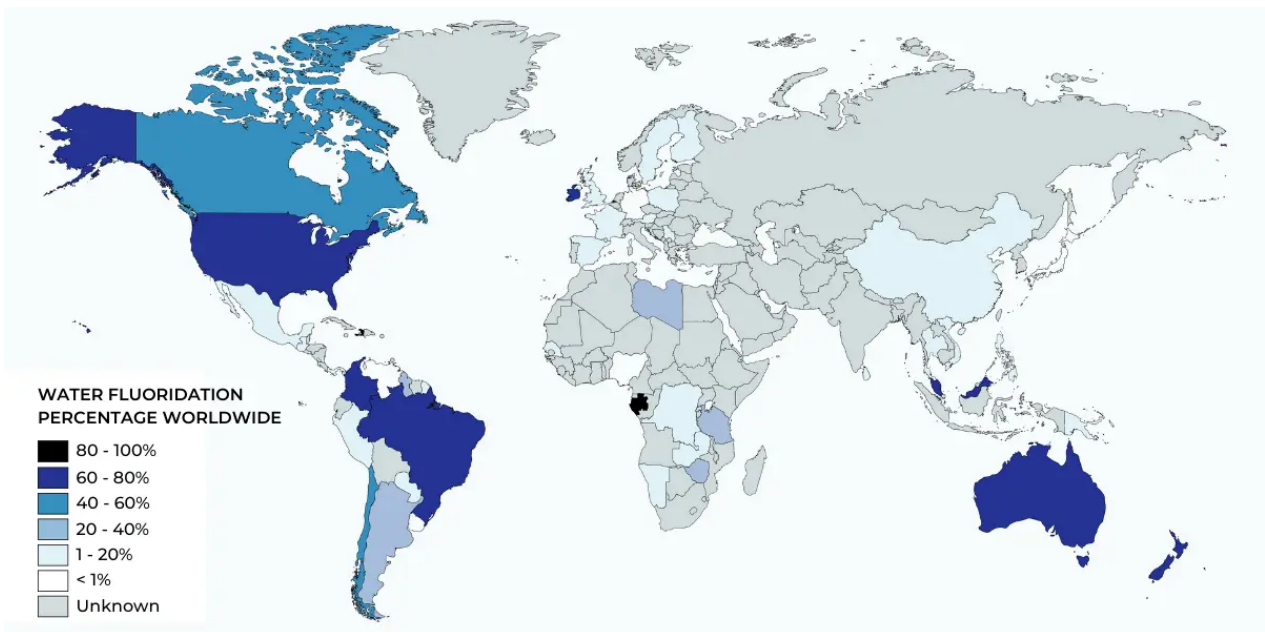 WATER FLUORIDATION
PERCENTAGE WORLDWIDE
80 - 100%
60 - 80%
40 - 60%
20 - 40%
1 - 20%
< 1%
Unknown